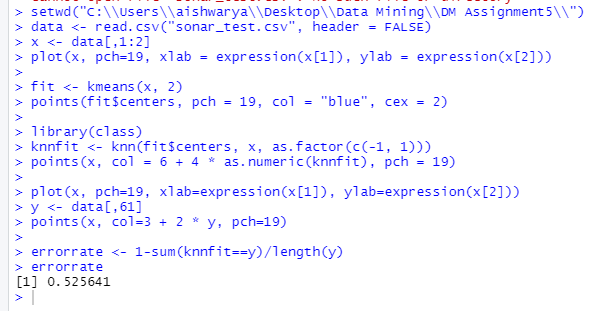 > setwd("C:\\Users\\aishwarya\\Desktop\\Data Mining\\DM Assignment5\\")
> data <- read.csv("sonar_test.csv", header = FALSE)
> x <- data[,1:2]
> plot(x, pch=19, xlab = expression(x[1]), ylab = expression(x[2]))
>
> fit <- kmeans(x, 2)
> points(fit$centers, pch = 19, col = "blue", cex = 2)
>
> library(class)
> knnfit <- knn(fit$centers, x, as.factor(c(-1, 1)))
> points(x, col = 6 + 4 * as.numeric(knnfit), pch = 19)
>
> plot(x, pch=19, xlab=expression(x[1]), ylab=expression(x[2]))
> y <- data[,61]
> points(x, col=3 + 2 * y, pch=19)
>
> errorrate <- 1-sum(knnfit==y)/length(y)
> errorrate
[1] 0.525641
>